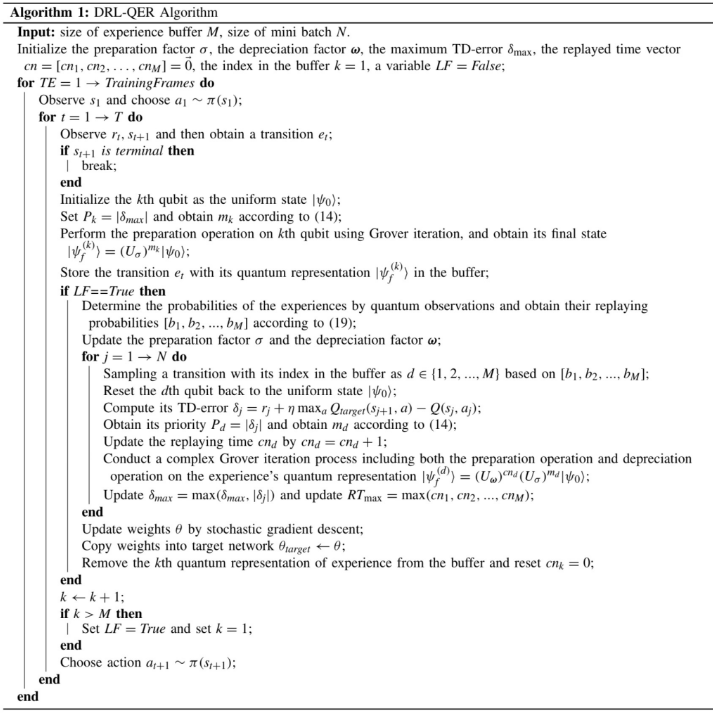 Algorithm 1: DRL-QER Algorithm
Input: size of experience buffer M, size of mini batch N.
Initialize the preparation factor σ, the depreciation factor ω, the maximum TD-error δ_max, the replayed time vector
cn = [cn_1, cn_2, . . . , cn_M] = 0⃗, the index in the buffer k = 1, a variable LF = False;
for TE = 1 → TrainingFrames do
Observe s_1 and choose a_1 ∼ π(s_1);
for t = 1 → T do
Observe r_t, s_{t+1} and then obtain a transition e_t;
if s_{t+1} is terminal then
break;
end
Initialize the kth qubit as the uniform state |ψ_0⟩;
Set P_k = |δ_max| and obtain m_k according to (14);
Perform the preparation operation on kth qubit using Grover iteration, and obtain its final state
|ψ_f^{(k)}⟩ = (U_σ)^{m_k}|ψ_0⟩;
Store the transition e_t with its quantum representation |ψ_f^{(k)}⟩ in the buffer;
if LF==True then
Determine the probabilities of the experiences by quantum observations and obtain their replaying
probabilities [b_1, b_2, ..., b_M] according to (19);
Update the preparation factor σ and the depreciation factor ω;
for j = 1 → N do
Sampling a transition with its index in the buffer as d ∈ {1, 2, ..., M} based on [b_1, b_2, ..., b_M];
Reset the dth qubit back to the uniform state |ψ_0⟩;
Compute its TD-error δ_j = r_j + η max_a Q_target(s_{j+1}, a) − Q(s_j, a_j);
Obtain its priority P_d = |δ_j| and obtain m_d according to (14);
Update the replaying time cn_d by cn_d = cn_d + 1;
Conduct a complex Grover iteration process including both the preparation operation and depreciation
operation on the experience's quantum representation |ψ_f^{(d)}⟩ = (U_ω)^{cn_d}(U_σ)^{m_d}|ψ_0⟩;
Update δ_max = max(δ_max, |δ_j|) and update RT_max = max(cn_1, cn_2, ..., cn_M);
end
Update weights θ by stochastic gradient descent;
Copy weights into target network θ_target ← θ;
Remove the kth quantum representation of experience from the buffer and reset cn_k = 0;
end
k ← k + 1;
if k > M then
Set LF = True and set k = 1;
end
Choose action a_{t+1} ∼ π(s_{t+1});
end
end